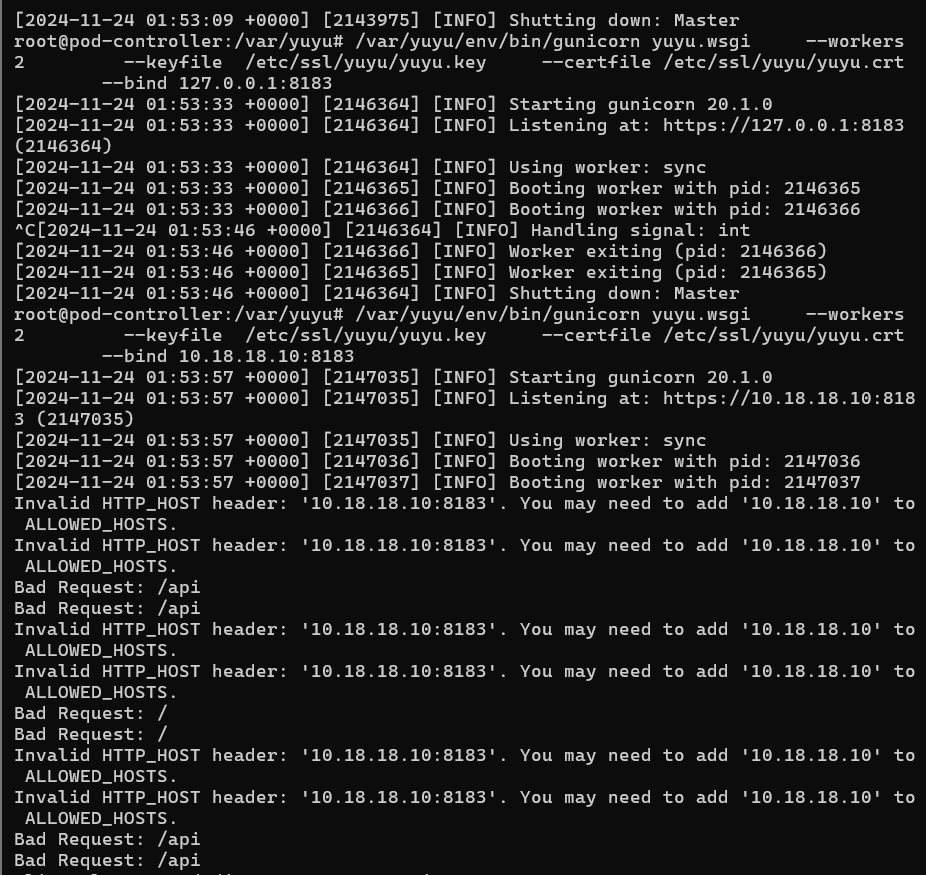 [2024-11-24 01:53:09 +0000] [2143975] [INFO] Shutting down: Master
root@pod-controller:/var/yuyu# /var/yuyu/env/bin/gunicorn yuyu.wsgi     --workers
2         --keyfile  /etc/ssl/yuyu/yuyu.key     --certfile /etc/ssl/yuyu/yuyu.crt
        --bind 127.0.0.1:8183
[2024-11-24 01:53:33 +0000] [2146364] [INFO] Starting gunicorn 20.1.0
[2024-11-24 01:53:33 +0000] [2146364] [INFO] Listening at: https://127.0.0.1:8183
(2146364)
[2024-11-24 01:53:33 +0000] [2146364] [INFO] Using worker: sync
[2024-11-24 01:53:33 +0000] [2146365] [INFO] Booting worker with pid: 2146365
[2024-11-24 01:53:33 +0000] [2146366] [INFO] Booting worker with pid: 2146366
^C[2024-11-24 01:53:46 +0000] [2146364] [INFO] Handling signal: int
[2024-11-24 01:53:46 +0000] [2146366] [INFO] Worker exiting (pid: 2146366)
[2024-11-24 01:53:46 +0000] [2146365] [INFO] Worker exiting (pid: 2146365)
[2024-11-24 01:53:46 +0000] [2146364] [INFO] Shutting down: Master
root@pod-controller:/var/yuyu# /var/yuyu/env/bin/gunicorn yuyu.wsgi     --workers
2         --keyfile  /etc/ssl/yuyu/yuyu.key     --certfile /etc/ssl/yuyu/yuyu.crt
        --bind 10.18.18.10:8183
[2024-11-24 01:53:57 +0000] [2147035] [INFO] Starting gunicorn 20.1.0
[2024-11-24 01:53:57 +0000] [2147035] [INFO] Listening at: https://10.18.18.10:818
3 (2147035)
[2024-11-24 01:53:57 +0000] [2147035] [INFO] Using worker: sync
[2024-11-24 01:53:57 +0000] [2147036] [INFO] Booting worker with pid: 2147036
[2024-11-24 01:53:57 +0000] [2147037] [INFO] Booting worker with pid: 2147037
Invalid HTTP_HOST header: '10.18.18.10:8183'. You may need to add '10.18.18.10' to
 ALLOWED_HOSTS.
Invalid HTTP_HOST header: '10.18.18.10:8183'. You may need to add '10.18.18.10' to
 ALLOWED_HOSTS.
Bad Request: /api
Bad Request: /api
Invalid HTTP_HOST header: '10.18.18.10:8183'. You may need to add '10.18.18.10' to
 ALLOWED_HOSTS.
Invalid HTTP_HOST header: '10.18.18.10:8183'. You may need to add '10.18.18.10' to
 ALLOWED_HOSTS.
Bad Request: /
Bad Request: /
Invalid HTTP_HOST header: '10.18.18.10:8183'. You may need to add '10.18.18.10' to
 ALLOWED_HOSTS.
Invalid HTTP_HOST header: '10.18.18.10:8183'. You may need to add '10.18.18.10' to
 ALLOWED_HOSTS.
Bad Request: /api
Bad Request: /api